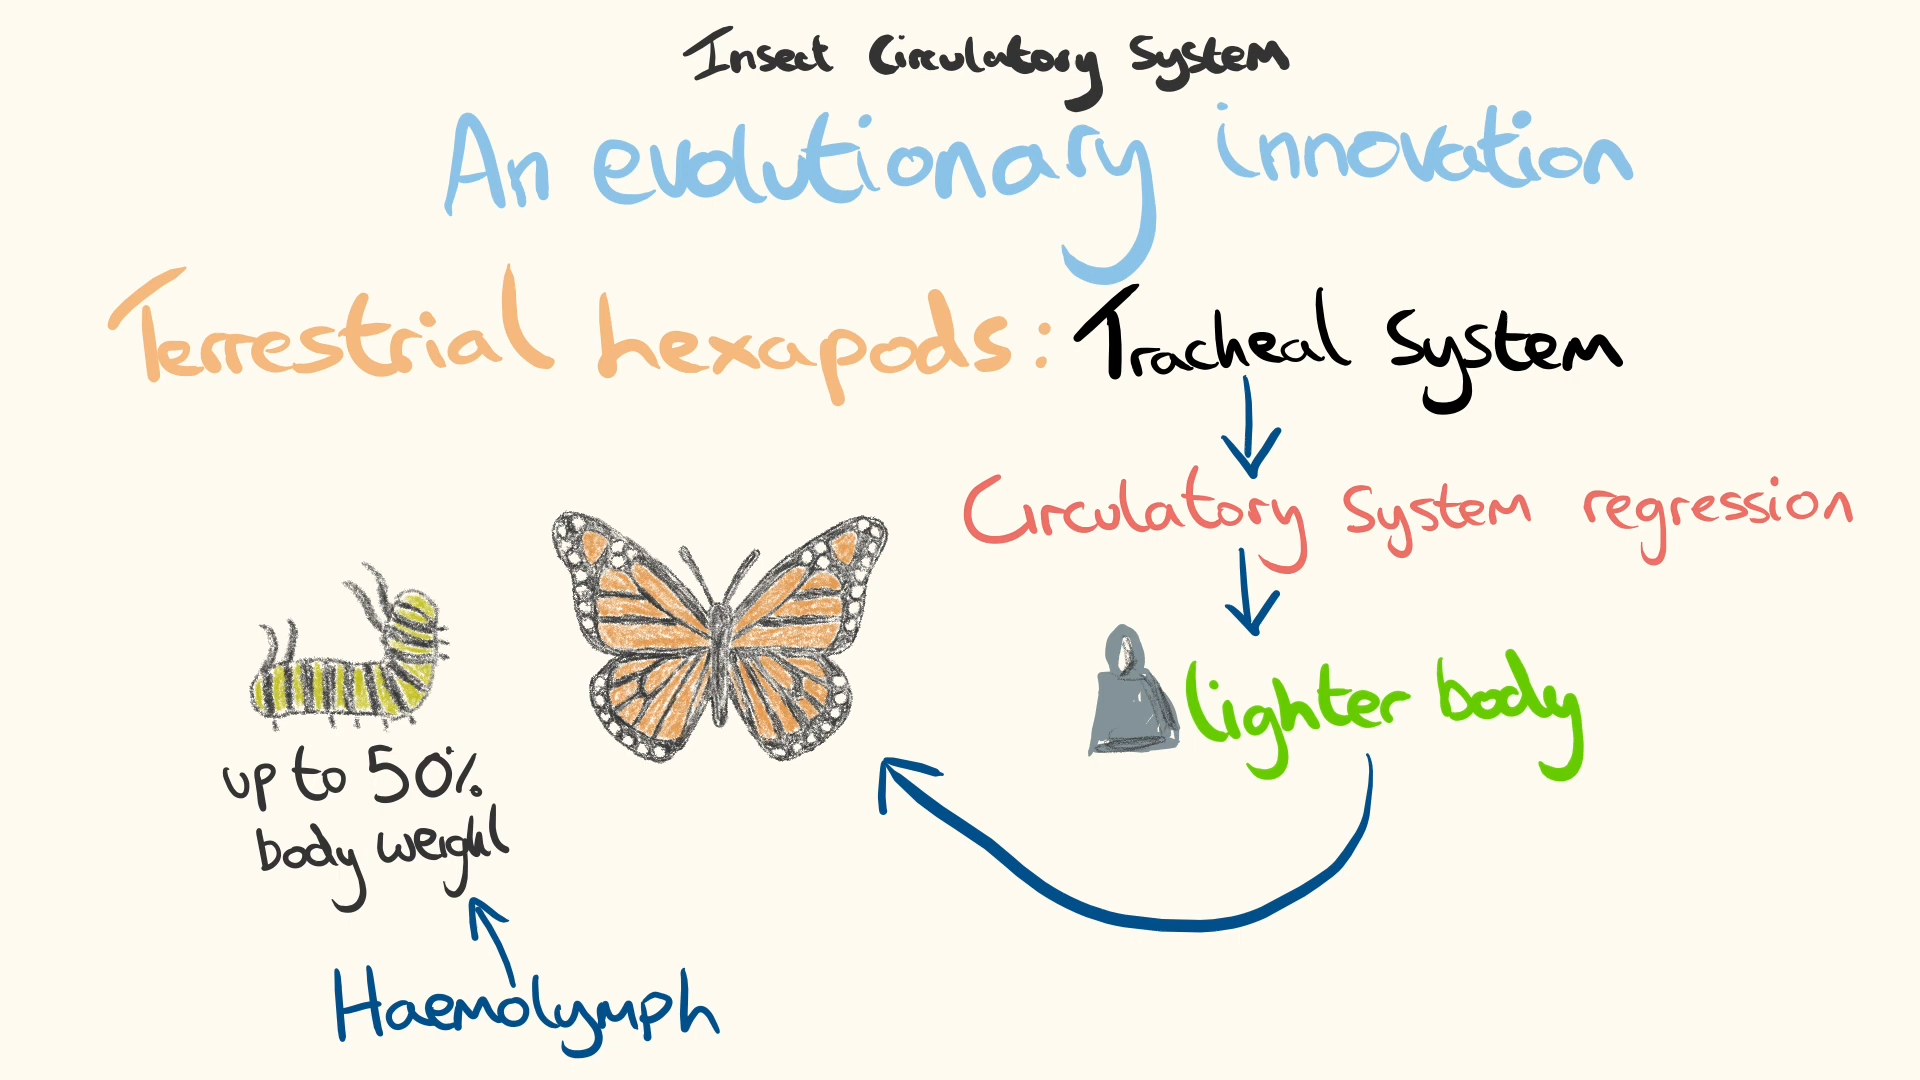 Insect Circulatory System
An evolutionary innovation
Terrestrial hexapods: Tracheal System
Circulatory System regression
lighter body
up to 50%
body weight
Haemolymph